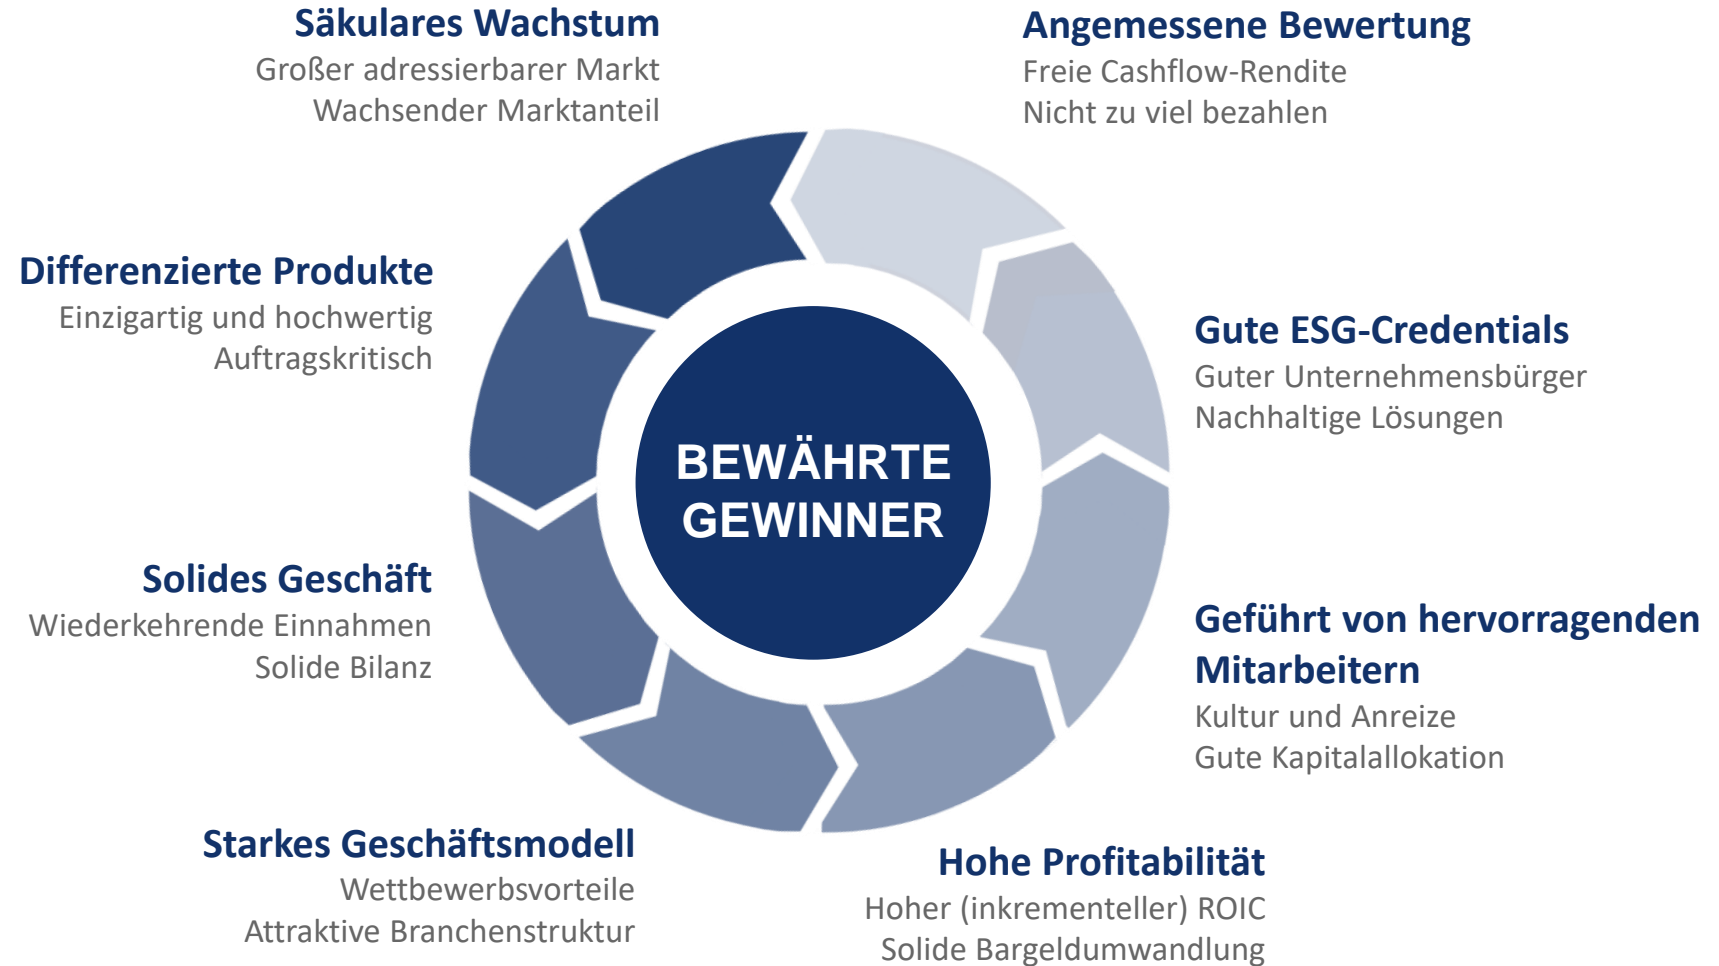 Säkulares Wachstum
Großer adressierbarer Markt
Wachsender Marktanteil
Angemessene Bewertung
Freie Cashflow-Rendite
Nicht zu viel bezahlen
Differenzierte Produkte
Einzigartig und hochwertig
Auftragskritisch
Gute ESG-Credentials
Guter Unternehmensbürger
Nachhaltige Lösungen
BEWÄHRTE
GEWINNER
Solides Geschäft
Wiederkehrende Einnahmen
Solide Bilanz
Geführt von hervorragenden
Mitarbeitern
Kultur und Anreize
Gute Kapitalallokation
Starkes Geschäftsmodell
Wettbewerbsvorteile
Attraktive Branchenstruktur
Hohe Profitabilität
Hoher (inkrementeller) ROIC
Solide Bargeldumwandlung